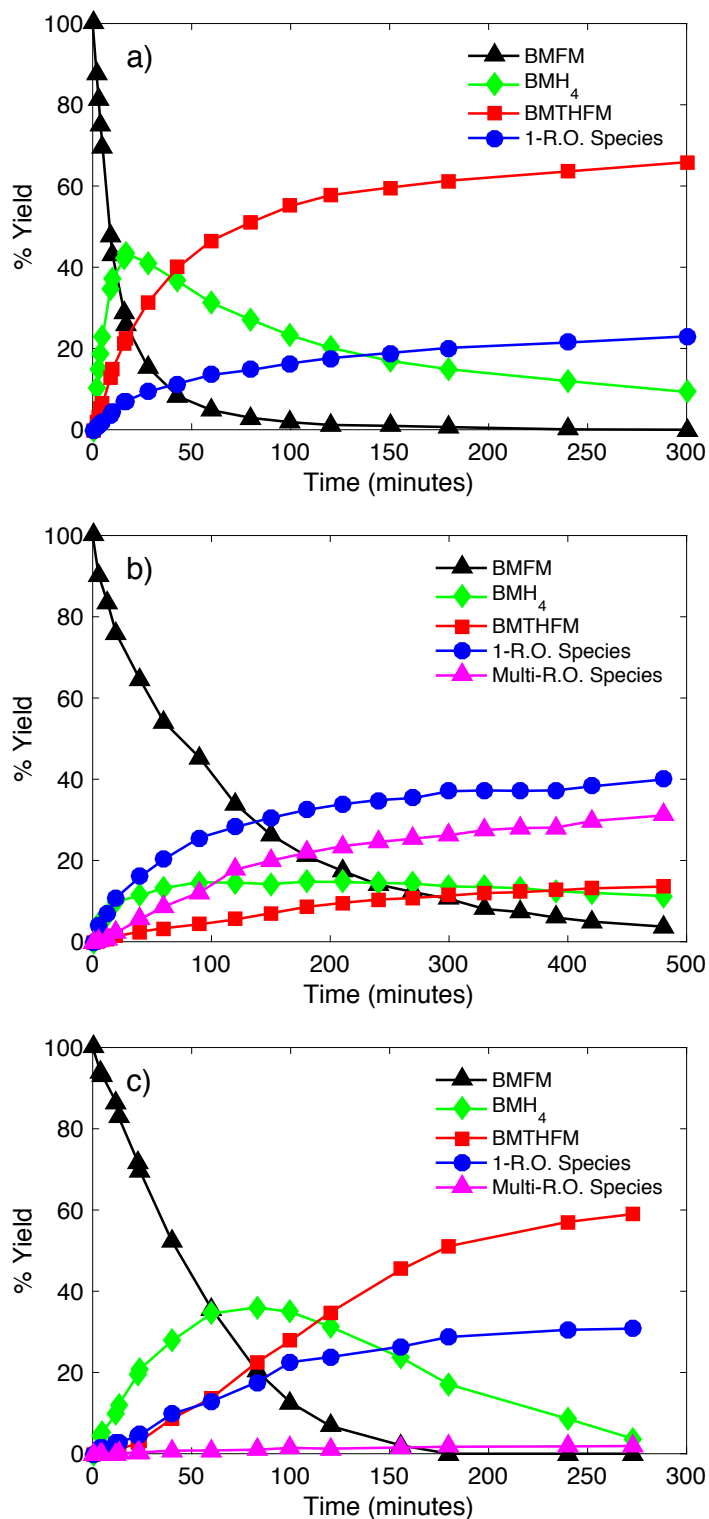 a)
BMFM
BMH4
BMTHFM
1-R.O. Species
% Yield
100
80
60
40
20
0
0 50 100 150 200 250 300
Time (minutes)
b)
BMFM
BMH4
BMTHFM
1-R.O. Species
Multi-R.O. Species
% Yield
100
80
60
40
20
0
0 100 200 300 400 500
Time (minutes)
c)
BMFM
BMH4
BMTHFM
1-R.O. Species
Multi-R.O. Species
% Yield
100
80
60
40
20
0
0 50 100 150 200 250 300
Time (minutes)